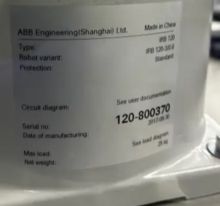 ABB Engineering(Shanghai) Ltd. Made in China
Type: IRB 120
Robot variant: IRB 120-3/0.6
Protection: Standard
Circuit diagram: See user documentation
Serial no: 120-800370
Date of manufacturing:
Max load: See load diagram
Net weight: 25 kg